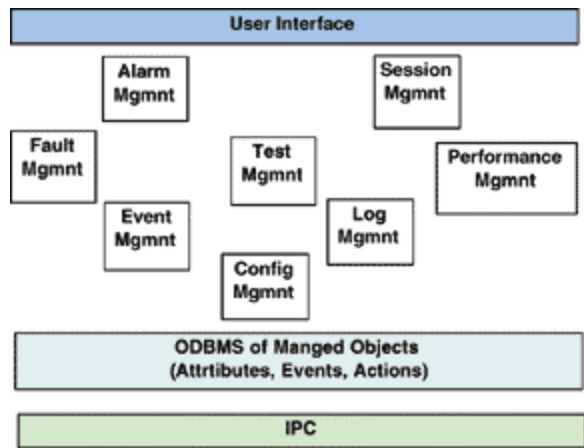 User Interface
Alarm
Mgmnt
Session
Mgmnt
Fault
Mgmnt
Test
Mgmnt
Performance
Mgmnt
Event
Mgmnt
Log
Mgmnt
Config
Mgmnt
ODBMS of Manged Objects
(Attrtibutes, Events, Actions)
IPC